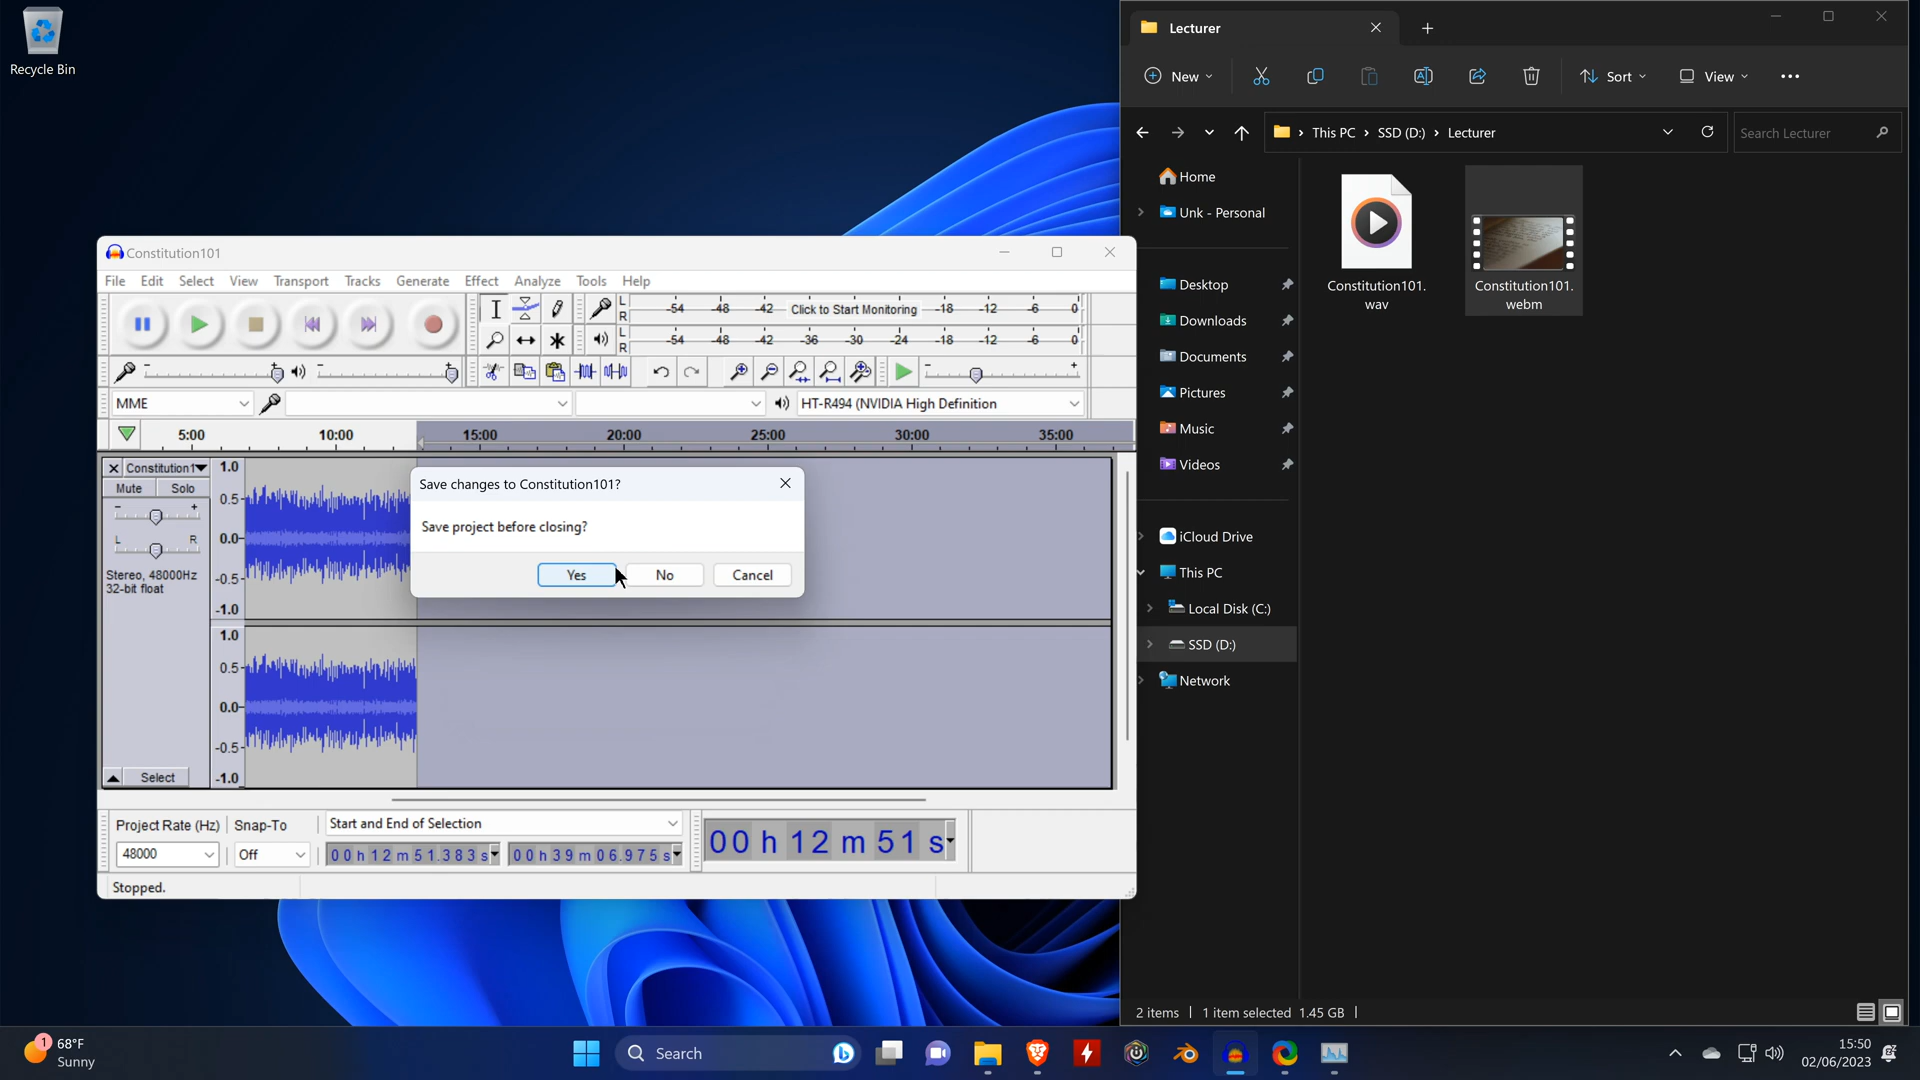 Recycle Bin
Lecturer
New
Sort
View
This PC
SSD (D:)
Lecturer
Search Lecturer
Home
Unk - Personal
Desktop
Downloads
Documents
Pictures
Music
Videos
iCloud Drive
This PC
Local Disk (C:)
SSD (D:)
Network
Constitution101.
wav
Constitution101.
webm
2 items
1 item selected 1.45 GB
Constitution101
File Edit Select View Transport Tracks Generate Effect Analyze Tools Help
L
R
-54 -48 -42 Click to Start Monitoring -18 -12 -6 0
L
R
-54 -48 -42 -36 -30 -24 -18 -12 -6 0
- + - +
- +
MME
HT-R494 (NVIDIA High Definition
5:00 10:00 15:00 20:00 25:00 30:00 35:00
Constitution1
Mute Solo
- +
L R
Stereo, 48000Hz
32-bit float
Select
1.0
0.5
0.0
-0.5
-1.0
1.0
0.5
0.0
-0.5
-1.0
Save changes to Constitution101?
Save project before closing?
Yes No Cancel
Project Rate (Hz) Snap-To
Start and End of Selection
48000 Off
00 h 12 m 51.383 s 00 h 39 m 06.975 s
00 h 12 m 51 s
Stopped.
1
68°F
Sunny
Search
15:50
02/06/2023